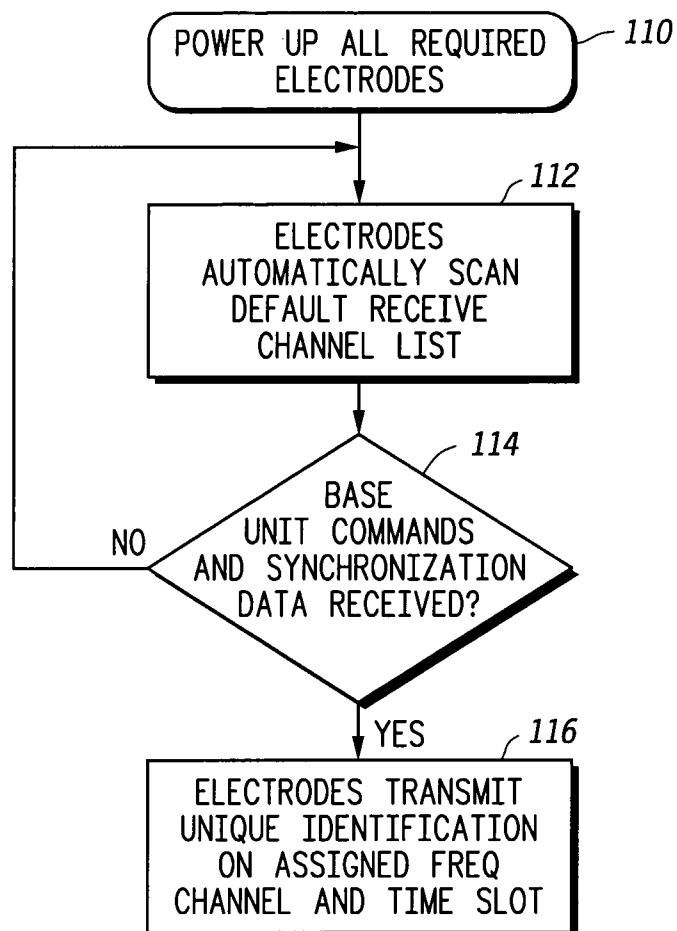 POWER UP ALL REQUIRED
ELECTRODES
110
112
ELECTRODES
AUTOMATICALLY SCAN
DEFAULT RECEIVE
CHANNEL LIST
114
BASE
UNIT COMMANDS
AND SYNCHRONIZATION
DATA RECEIVED?
NO
YES
116
ELECTRODES TRANSMIT
UNIQUE IDENTIFICATION
ON ASSIGNED FREQ
CHANNEL AND TIME SLOT